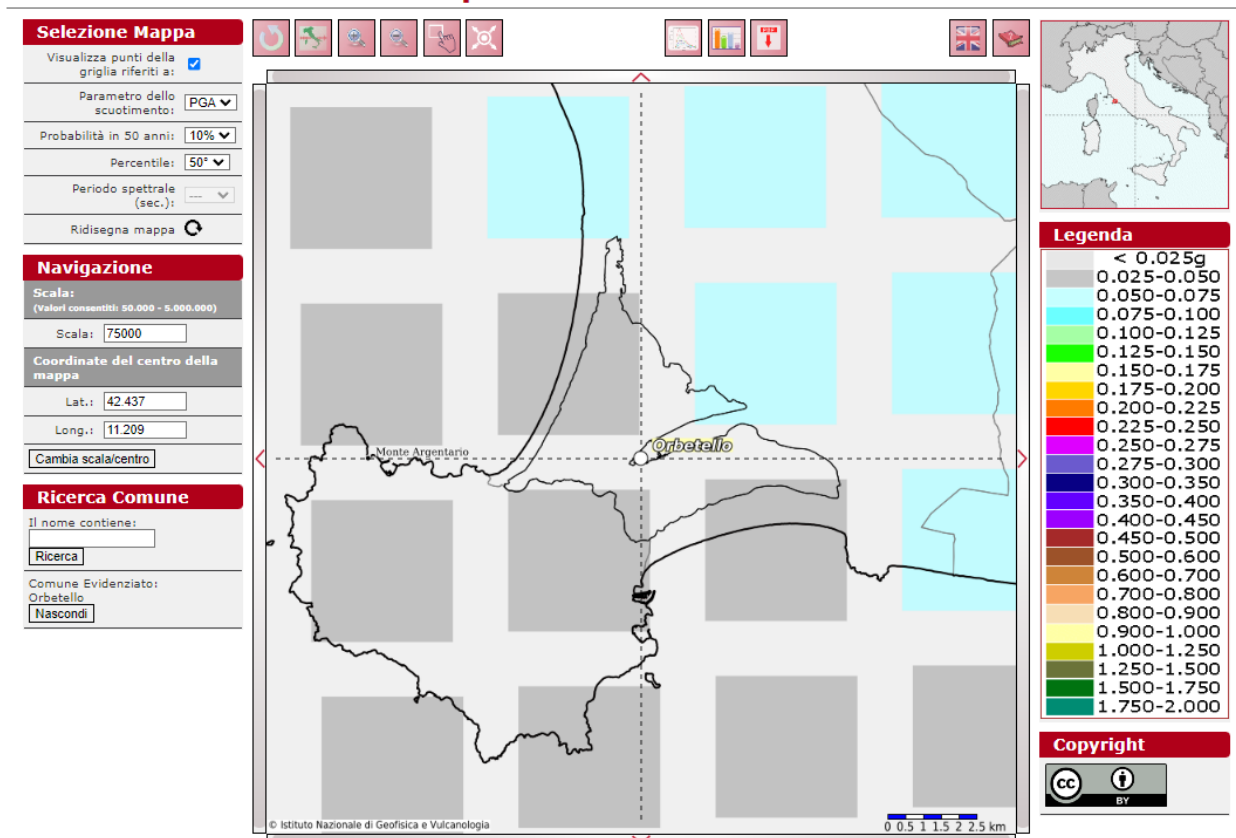 Selezione Mappa
Visualizza punti della
griglia riferiti a:
Parametro dello
scuotimento: PGA
Probabilità in 50 anni: 10%
Percentile: 50°
Periodo spettrale
(sec.): ---
Ridisegna mappa
Navigazione
Scala:
(Valori consentiti: 50.000 - 5.000.000)
Scala: 75000
Coordinate del centro della
mappa
Lat.: 42.437
Long.: 11.209
Cambia scala/centro
Ricerca Comune
Il nome contiene:
Ricerca
Comune Evidenziato:
Orbetello
Nascondi
PDF
Monte Argentario
Orbetello
© Istituto Nazionale di Geofisica e Vulcanologia
0 0.5 1 1.5 2 2.5 km
Legenda
< 0.025g
0.025-0.050
0.050-0.075
0.075-0.100
0.100-0.125
0.125-0.150
0.150-0.175
0.175-0.200
0.200-0.225
0.225-0.250
0.250-0.275
0.275-0.300
0.300-0.350
0.350-0.400
0.400-0.450
0.450-0.500
0.500-0.600
0.600-0.700
0.700-0.800
0.800-0.900
0.900-1.000
1.000-1.250
1.250-1.500
1.500-1.750
1.750-2.000
Copyright
cc
BY